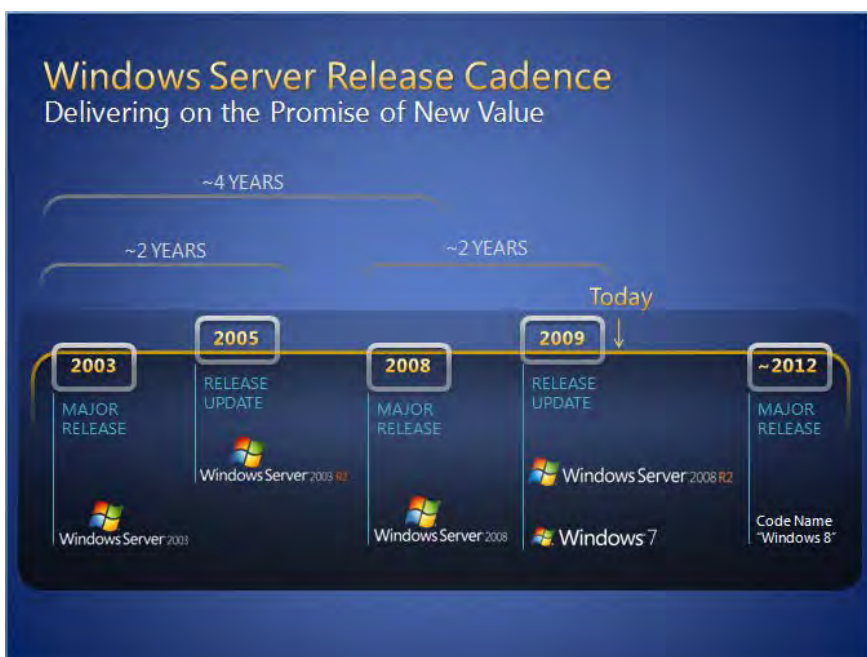 Windows Server Release Cadence
Delivering on the Promise of New Value
~4 YEARS
~2 YEARS
~2 YEARS
Today
2003
MAJOR
RELEASE
Windows Server 2003
2005
RELEASE
UPDATE
Windows Server 2003 R2
2008
MAJOR
RELEASE
Windows Server 2008
2009
RELEASE
UPDATE
Windows Server 2008 R2
Windows 7
~2012
MAJOR
RELEASE
Code Name
"Windows 8"